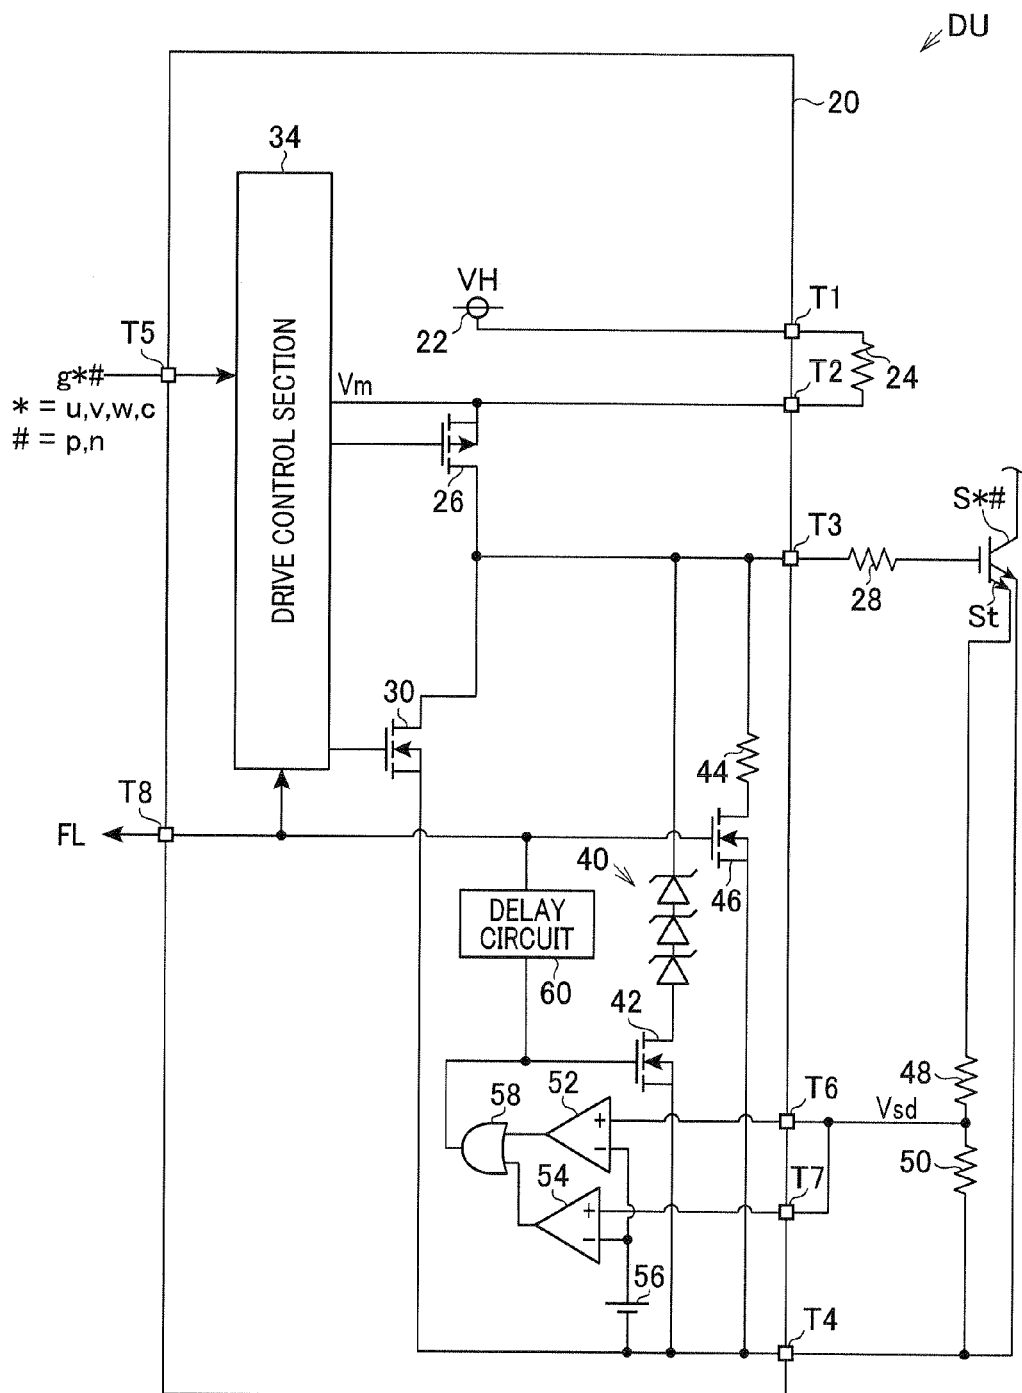 DU
20
34
VH
22
T1
T5
24
T2
g*#
* = u,v,w,c
# = p,n
Vm
DRIVE CONTROL SECTION
26
S*#
T3
28
St
30
44
T8
FL
40
46
DELAY
CIRCUIT
60
42
48
58
52
T6
Vsd
50
54
T7
56
T4
+
−
+
−